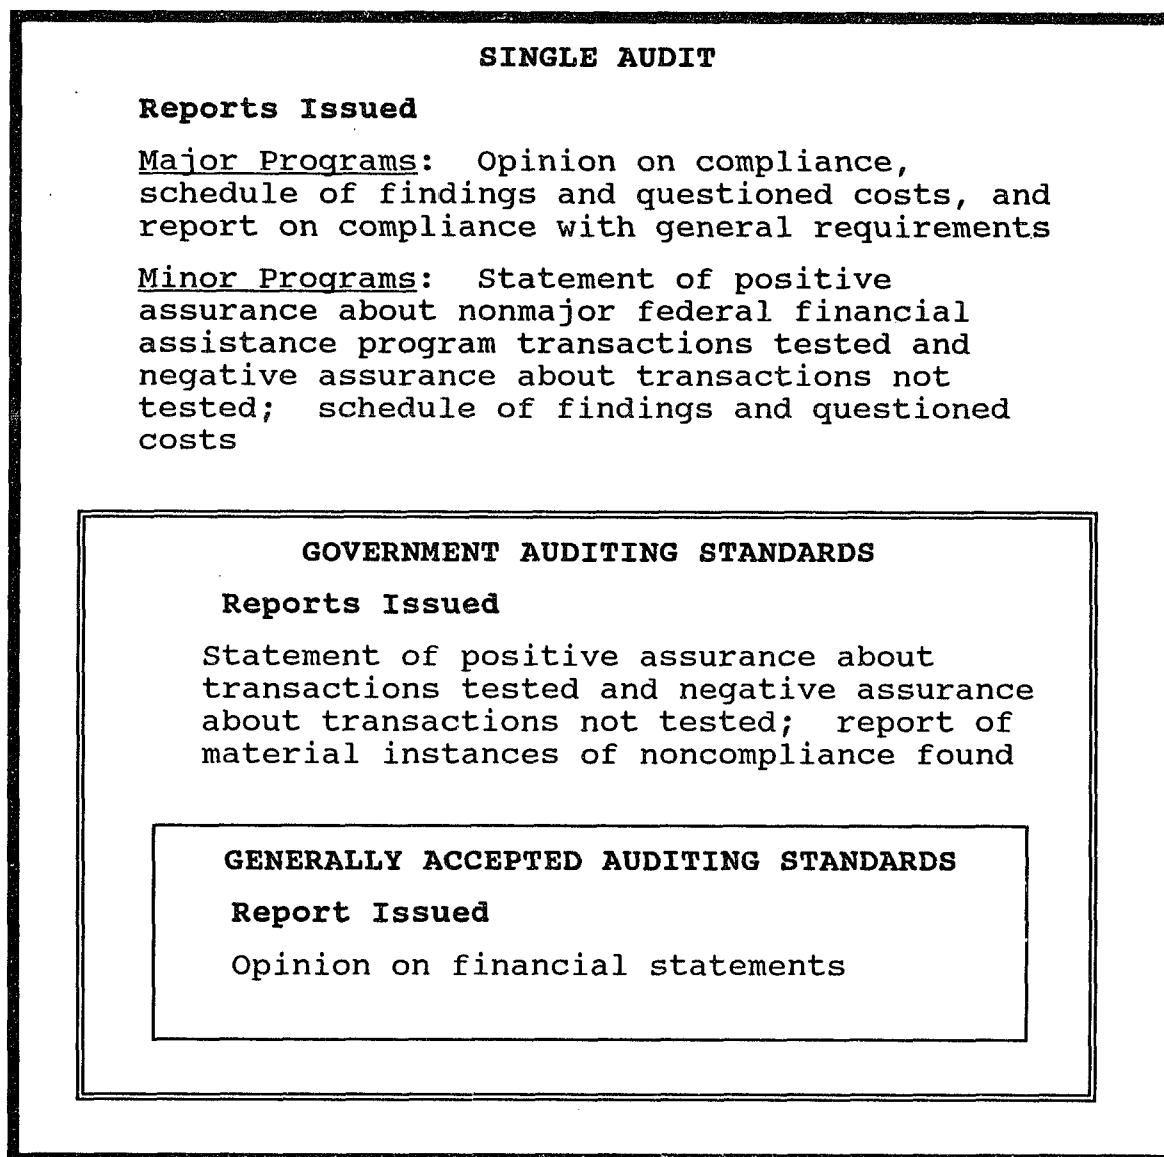 SINGLE AUDIT
Reports Issued
Major Programs: Opinion on compliance,
schedule of findings and questioned costs, and
report on compliance with general requirements
Minor Programs: Statement of positive
assurance about nonmajor federal financial
assistance program transactions tested and
negative assurance about transactions not
tested; schedule of findings and questioned
costs
GOVERNMENT AUDITING STANDARDS
Reports Issued
Statement of positive assurance about
transactions tested and negative assurance
about transactions not tested; report of
material instances of noncompliance found
GENERALLY ACCEPTED AUDITING STANDARDS
Report Issued
Opinion on financial statements